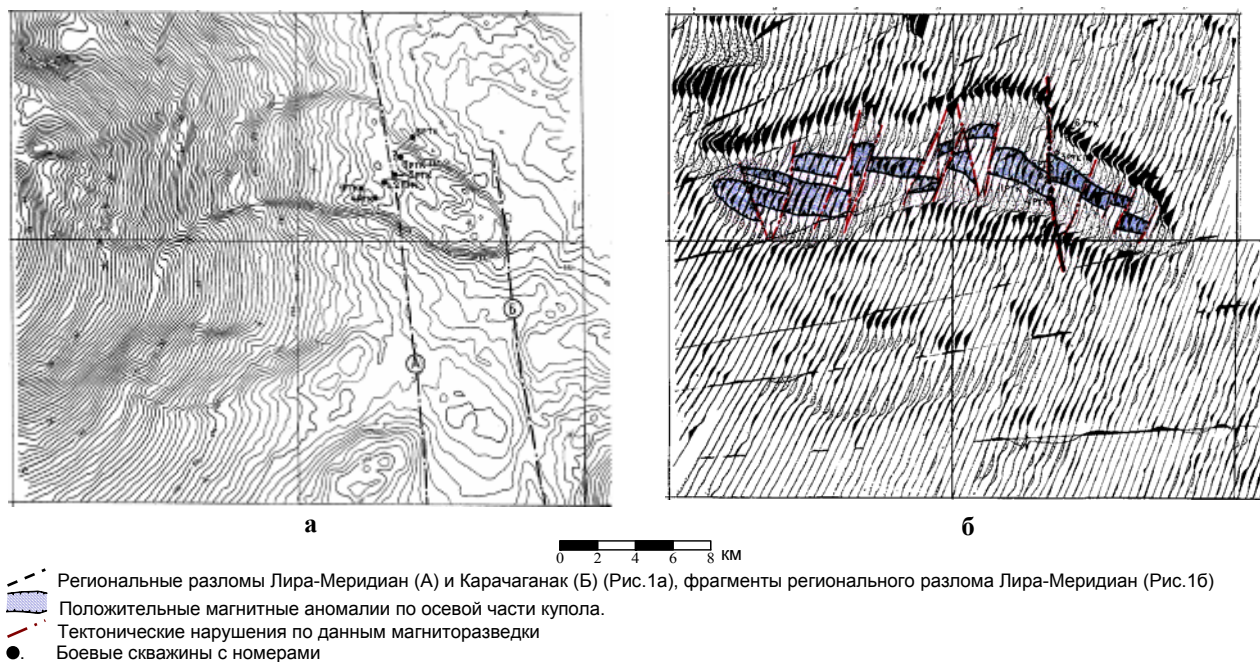 А
Б
а
б
0 2 4 6 8 км
Региональные разломы Лира-Меридиан (А) и Карачаганак (Б) (Рис.1а), фрагменты регионального разлома Лира-Меридиан (Рис.1б)
Положительные магнитные аномалии по осевой части купола.
Тектонические нарушения по данным магниторазведки
Боевые скважины с номерами